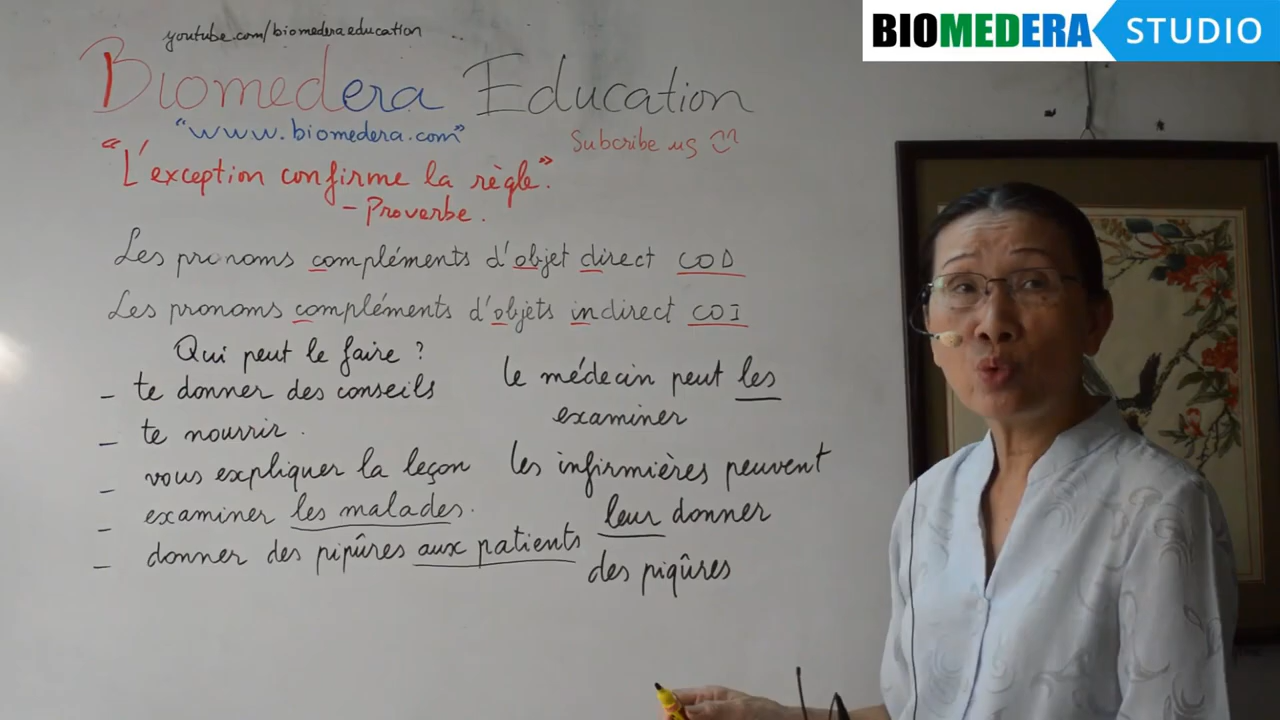 youtube.com/biomederaeducation
BIOMEDERA STUDIO
Biomedera Education
"www.biomedera.com"
Subcribe us
"L'exception confirme la règle".
- Proverbe.
Les pronoms compléments d'objet direct COD
Les pronoms compléments d'objets indirect COI
Qui peut le faire ?
- te donner des conseils
- te nourrir.
- vous expliquer la leçon
- examiner les malades.
- donner des pipûres aux patients
le médecin peut les
examiner
les infirmières peuvent
leur donner
des piqûres